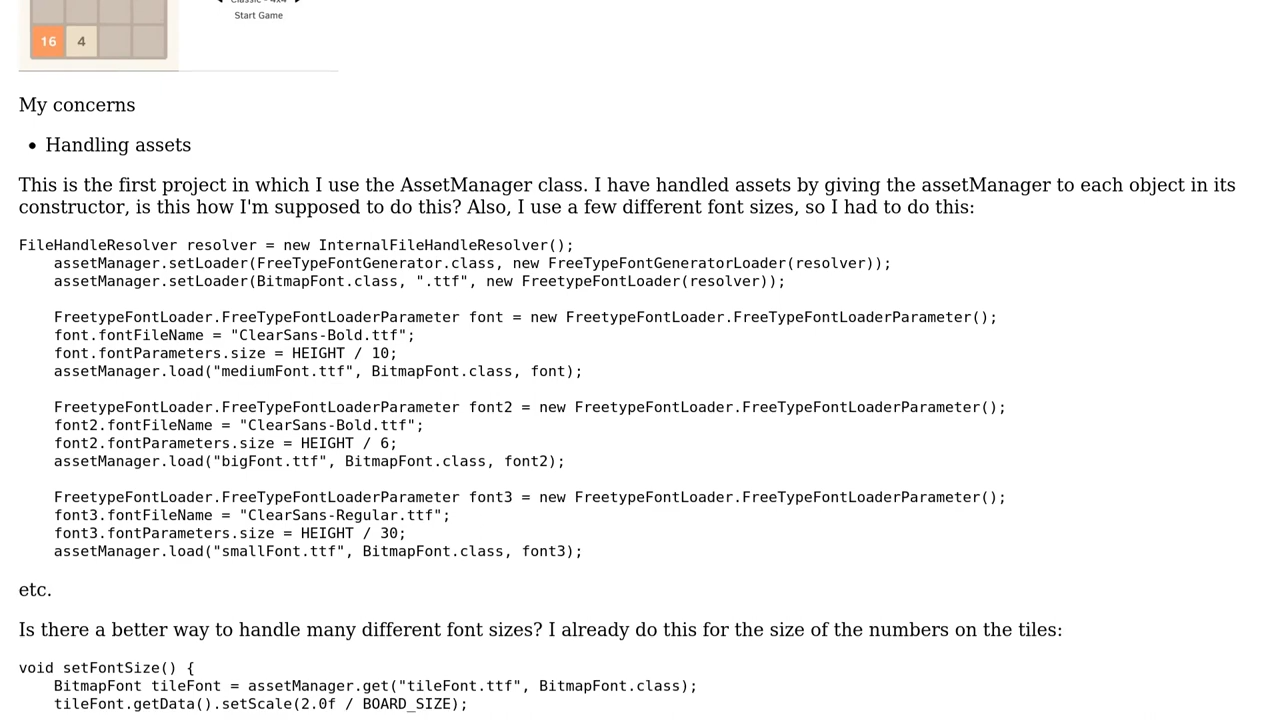 Classic - 4x4
Start Game
16 4
My concerns
• Handling assets
This is the first project in which I use the AssetManager class. I have handled assets by giving the assetManager to each object in its
constructor, is this how I'm supposed to do this? Also, I use a few different font sizes, so I had to do this:
FileHandleResolver resolver = new InternalFileHandleResolver();
    assetManager.setLoader(FreeTypeFontGenerator.class, new FreeTypeFontGeneratorLoader(resolver));
    assetManager.setLoader(BitmapFont.class, ".ttf", new FreetypeFontLoader(resolver));
    FreetypeFontLoader.FreeTypeFontLoaderParameter font = new FreetypeFontLoader.FreeTypeFontLoaderParameter();
    font.fontFileName = "ClearSans-Bold.ttf";
    font.fontParameters.size = HEIGHT / 10;
    assetManager.load("mediumFont.ttf", BitmapFont.class, font);
    FreetypeFontLoader.FreeTypeFontLoaderParameter font2 = new FreetypeFontLoader.FreeTypeFontLoaderParameter();
    font2.fontFileName = "ClearSans-Bold.ttf";
    font2.fontParameters.size = HEIGHT / 6;
    assetManager.load("bigFont.ttf", BitmapFont.class, font2);
    FreetypeFontLoader.FreeTypeFontLoaderParameter font3 = new FreetypeFontLoader.FreeTypeFontLoaderParameter();
    font3.fontFileName = "ClearSans-Regular.ttf";
    font3.fontParameters.size = HEIGHT / 30;
    assetManager.load("smallFont.ttf", BitmapFont.class, font3);
etc.
Is there a better way to handle many different font sizes? I already do this for the size of the numbers on the tiles:
void setFontSize() {
    BitmapFont tileFont = assetManager.get("tileFont.ttf", BitmapFont.class);
    tileFont.getData().setScale(2.0f / BOARD_SIZE);